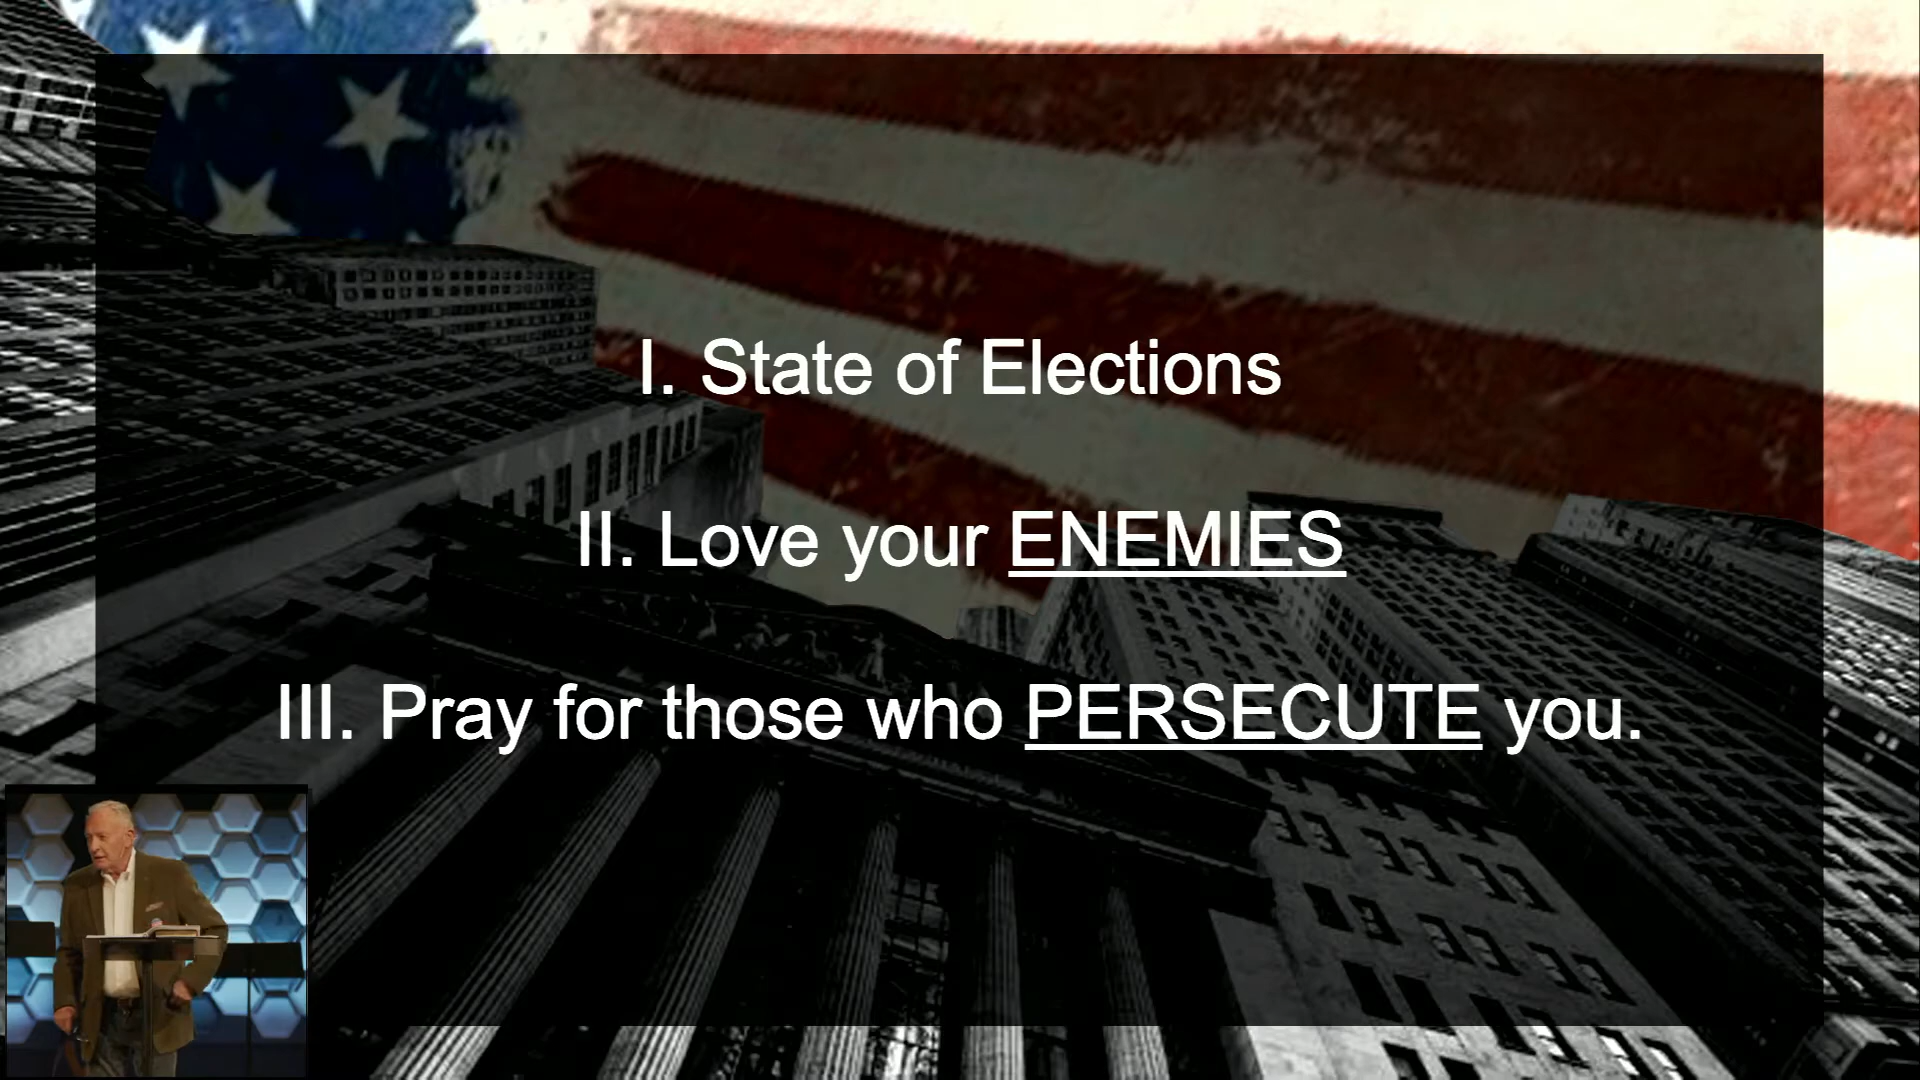 I. State of Elections
II. Love your ENEMIES
III. Pray for those who PERSECUTE you.